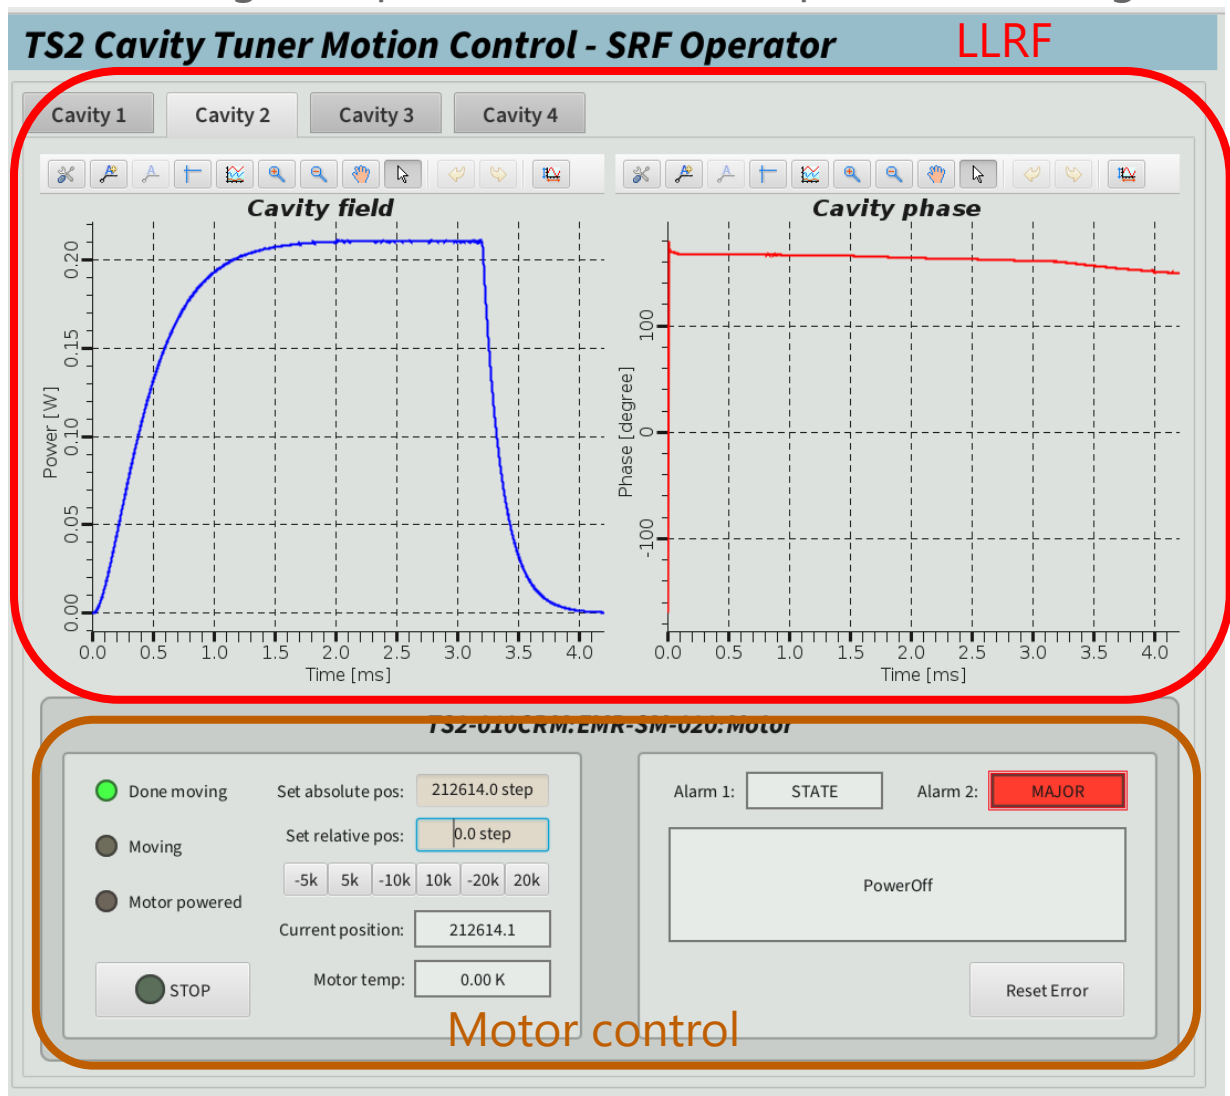 TS2 Cavity Tuner Motion Control - SRF Operator
LLRF
Cavity 1
Cavity 2
Cavity 3
Cavity 4
Cavity field
Power [W]
0.20
0.15
0.10
0.05
0.00
0.0 0.5 1.0 1.5 2.0 2.5 3.0 3.5 4.0
Time [ms]
Cavity phase
Phase [degree]
100
0
-100
0.0 0.5 1.0 1.5 2.0 2.5 3.0 3.5 4.0
Time [ms]
TS2-010CRM:EMR-SM-020:Motor
Done moving
Set absolute pos: 212614.0 step
Moving
Set relative pos: 0.0 step
-5k 5k -10k 10k -20k 20k
Motor powered
Current position: 212614.1
Motor temp: 0.00 K
STOP
Alarm 1: STATE
Alarm 2: MAJOR
PowerOff
Reset Error
Motor control